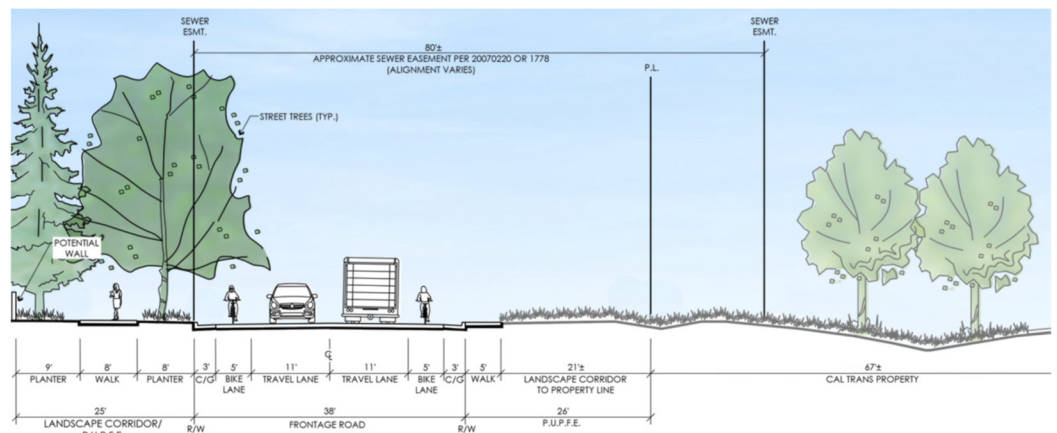 SEWER
ESMT.
SEWER
ESMT.
80'±
APPROXIMATE SEWER EASEMENT PER 20070220 OR 1778
(ALIGNMENT VARIES)
P.L.
STREET TREES (TYP.)
POTENTIAL
WALL
℄
9' 8' 8' 3' 5' 11' 11' 5' 3' 5' 21'± 67'±
PLANTER WALK PLANTER C/G BIKE TRAVEL LANE TRAVEL LANE BIKE C/G WALK LANDSCAPE CORRIDOR CAL TRANS PROPERTY
LANE LANE TO PROPERTY LINE
25' 38' 26'
LANDSCAPE CORRIDOR/ R/W FRONTAGE ROAD R/W P.U.P.F.E.